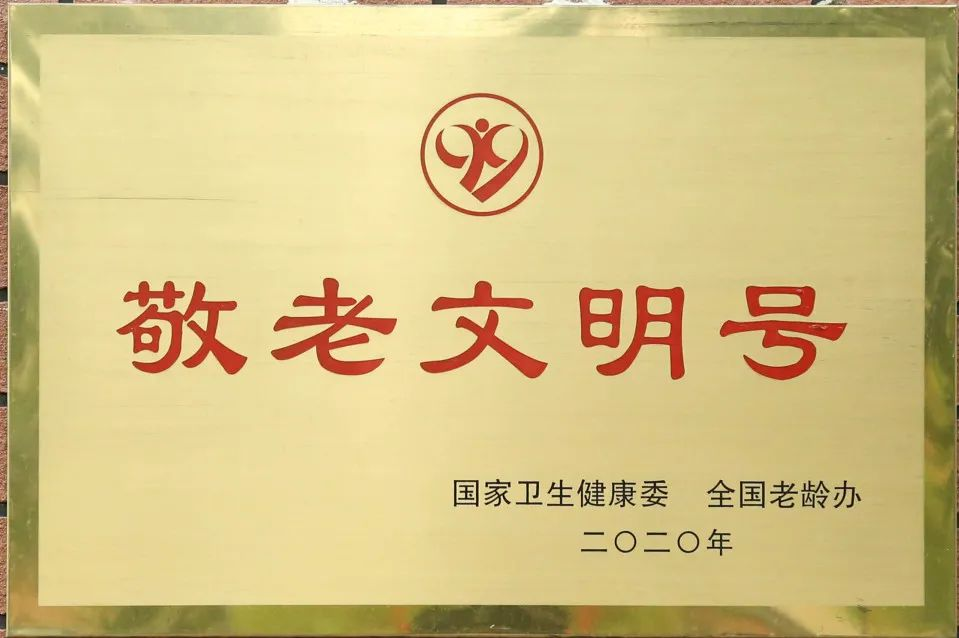 敬老文明号
国家卫生健康委 全国老龄办
二〇二〇年